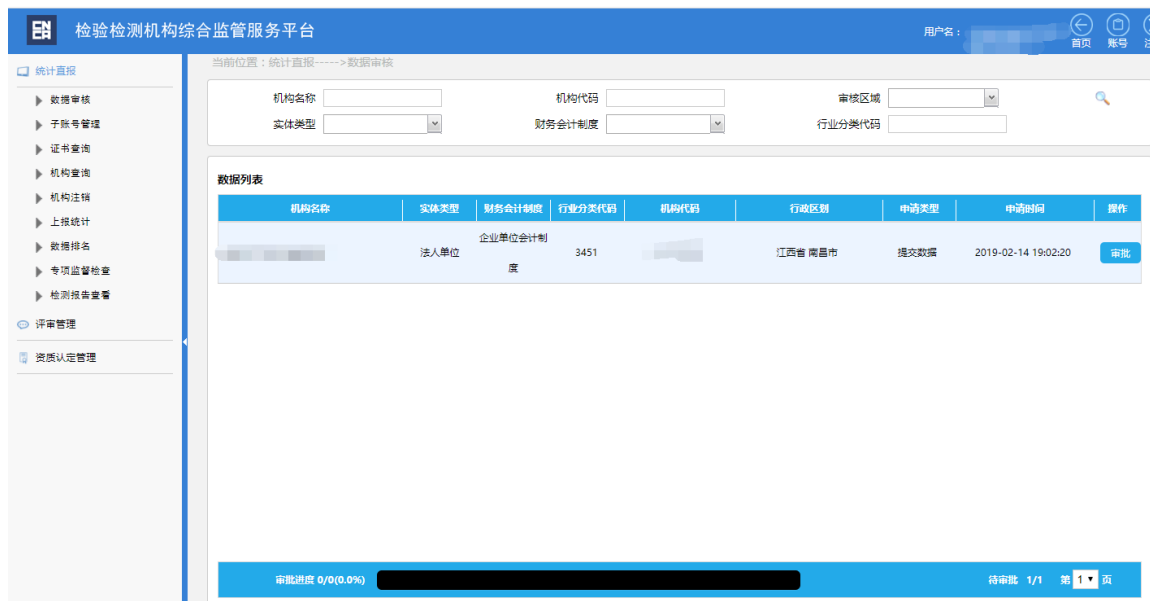 检验检测机构综合监管服务平台
用户名：
首页 账号
统计直报
数据审核
子账号管理
证书查询
机构查询
机构注销
上报统计
数据排名
专项监督检查
检测报告查看
评审管理
资质认定管理
当前位置：统计直报----->数据审核
机构名称 机构代码 审核区域
实体类型 财务会计制度 行业分类代码
数据列表
机构名称 实体类型 财务会计制度 行业分类代码 机构代码 行政区划 申请类型 申请时间 操作
法人单位 企业单位会计制度 3451 江西省 南昌市 提交数据 2019-02-14 19:02:20 审批
审批进度 0/0(0.0%) 待审批 1/1 第 1 页